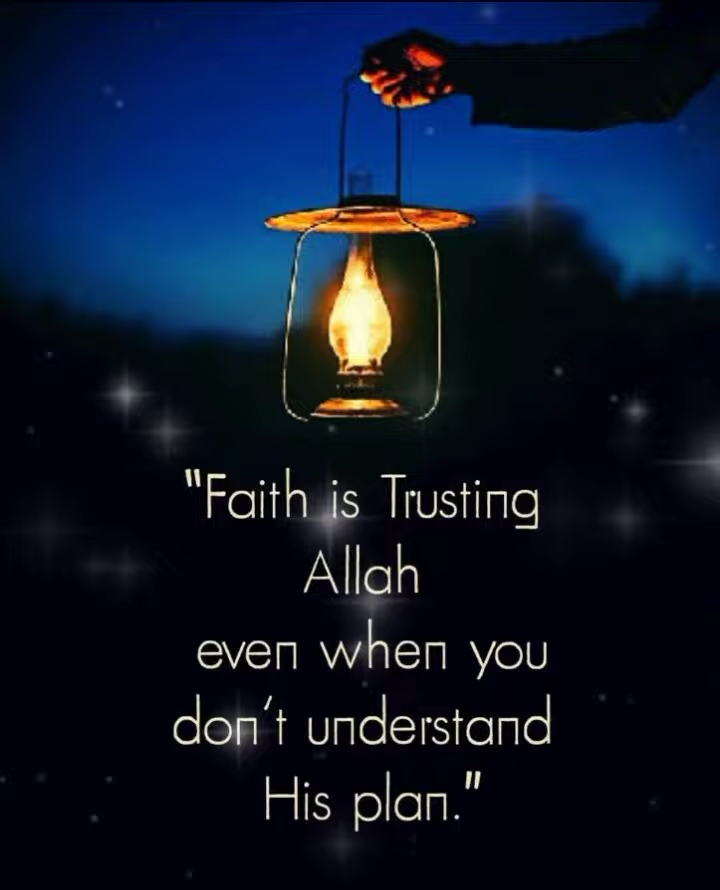 "Faith is Trusting
Allah
even when you
don't understand
His plan."